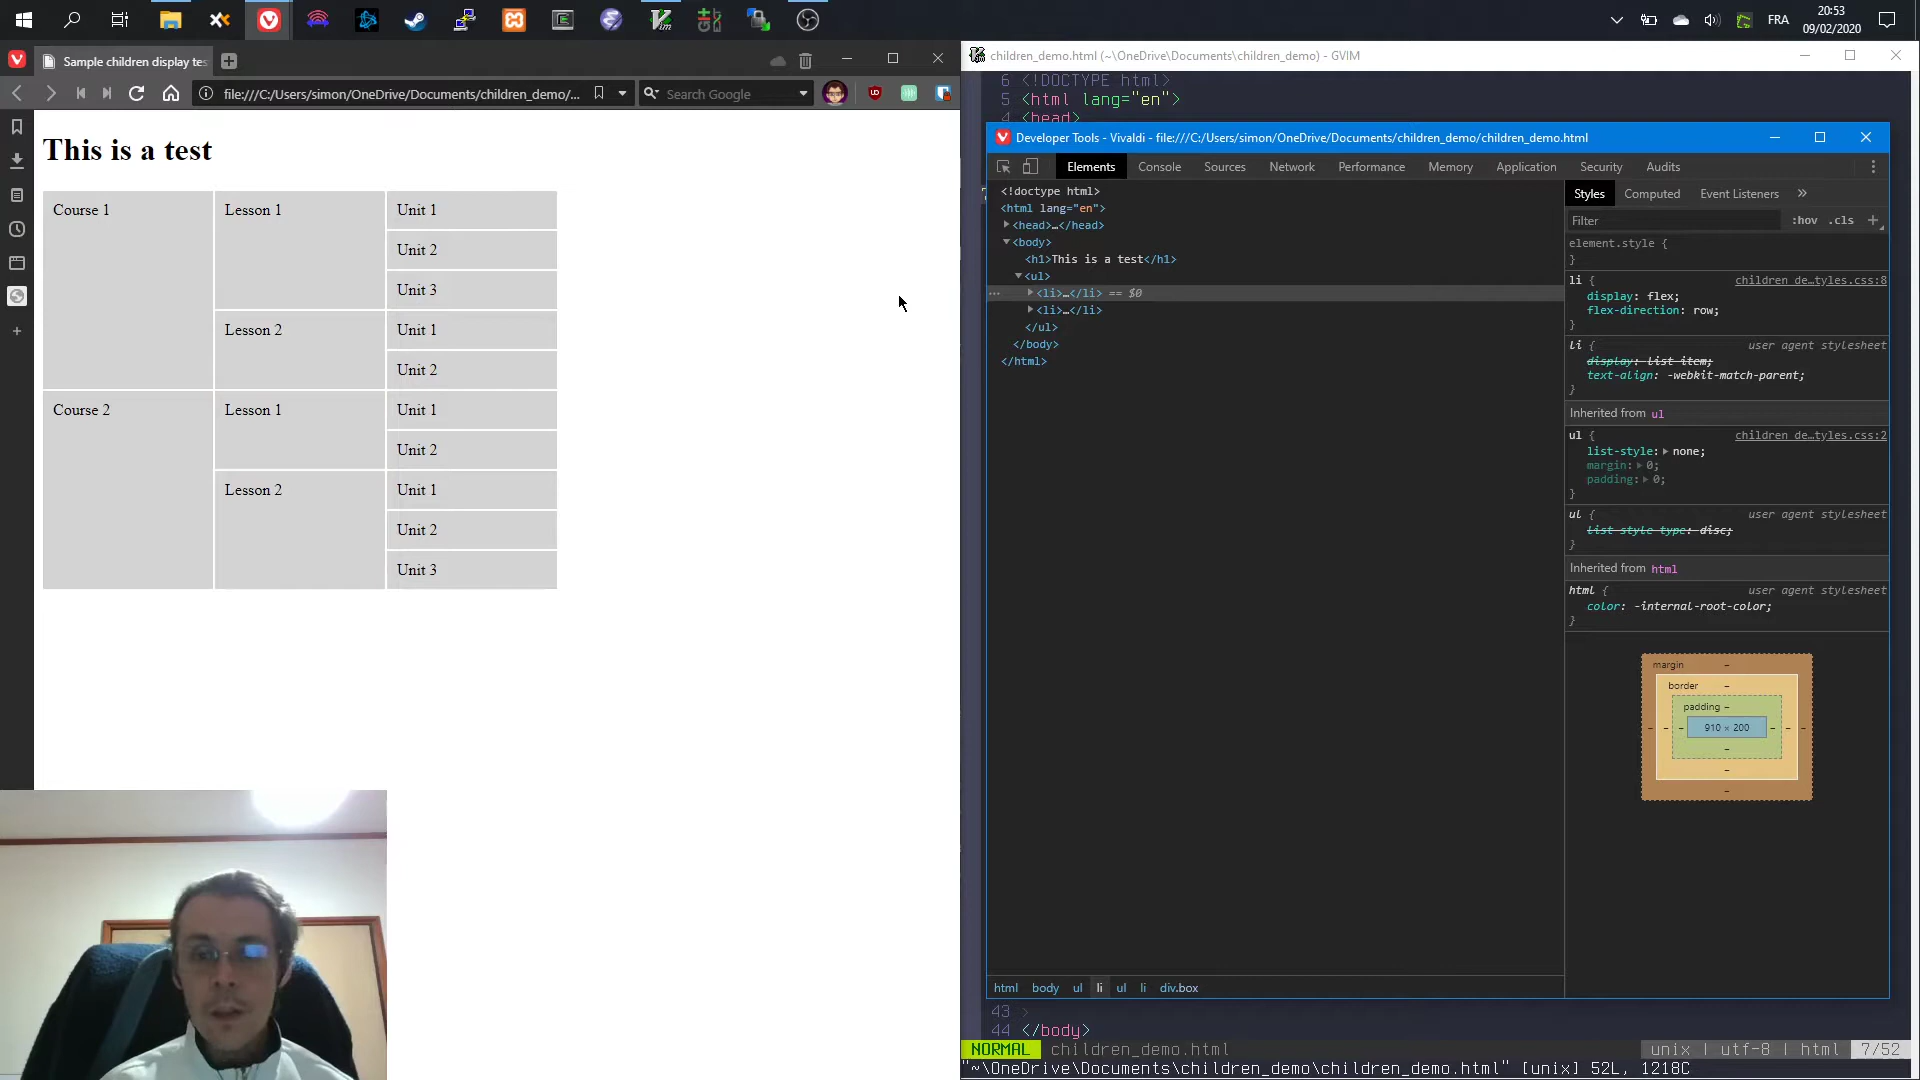 FRA
20:53
09/02/2020
Sample children display tes
file:///C:/Users/simon/OneDrive/Documents/children_demo/...
Search Google
This is a test
Course 1
Lesson 1
Unit 1
Unit 2
Unit 3
Lesson 2
Unit 1
Unit 2
Course 2
Lesson 1
Unit 1
Unit 2
Lesson 2
Unit 1
Unit 2
Unit 3
children_demo.html (~\OneDrive\Documents\children_demo) - GVIM
6 <!DOCTYPE html>
5 <html lang="en">
4 <head>
Developer Tools - Vivaldi - file:///C:/Users/simon/OneDrive/Documents/children_demo/children_demo.html
Elements Console Sources Network Performance Memory Application Security Audits
<!doctype html>
<html lang="en">
<head>…</head>
<body>
<h1>This is a test</h1>
<ul>
<li>…</li> == $0
<li>…</li>
</ul>
</body>
</html>
html body ul li ul li div.box
Styles Computed Event Listeners »
Filter :hov .cls +
element.style {
}
li { children_de…tyles.css:8
display: flex;
flex-direction: row;
}
li { user agent stylesheet
display: list-item;
text-align: -webkit-match-parent;
}
Inherited from ul
ul { children_de…tyles.css:2
list-style: none;
margin: 0;
padding: 0;
}
ul { user agent stylesheet
list-style-type: disc;
}
Inherited from html
html { user agent stylesheet
color: -internal-root-color;
}
margin -
border -
padding -
- - - 910 × 200 - - -
-
-
-
43 >
44 </body>
NORMAL children_demo.html unix | utf-8 | html 7/52
"~\OneDrive\Documents\children_demo\children_demo.html" [unix] 52L, 1218C